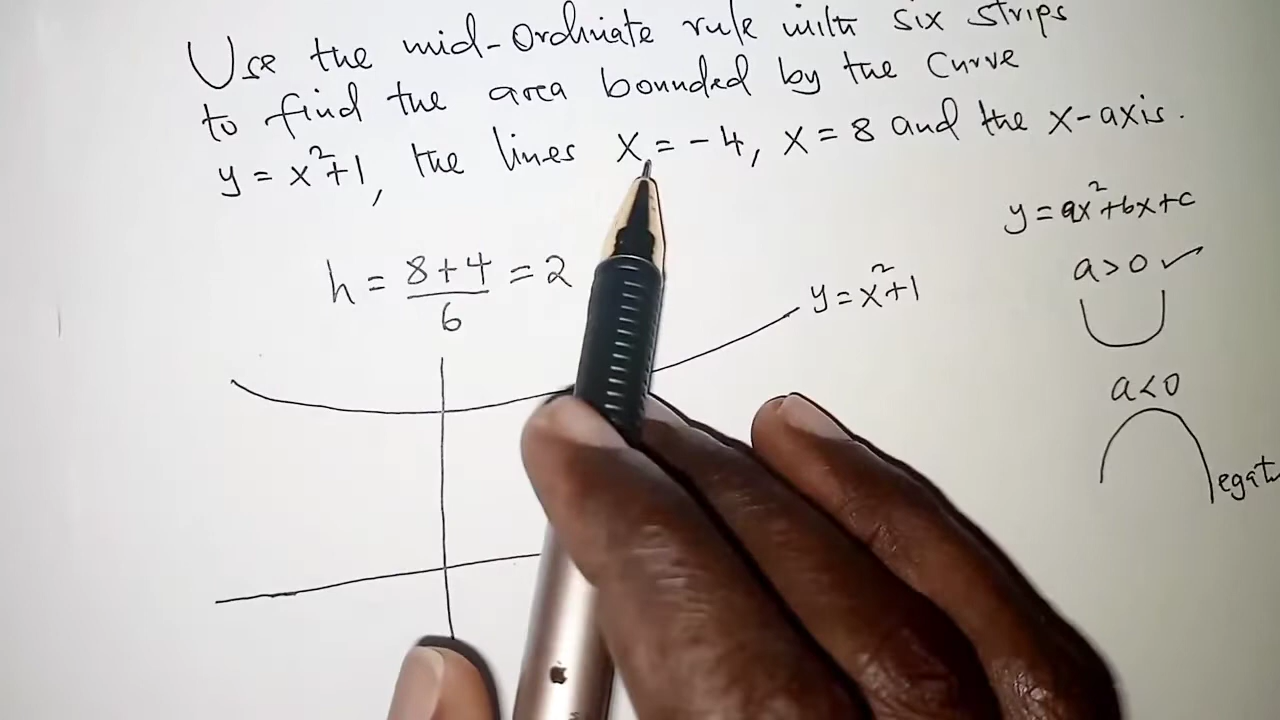 Use the mid-Ordinate rule with six strips
to find the area bounded by the Curve
y = x²+1, the lines x = -4, x = 8 and the x-axis.
y = ax²+bx+c
h = 8+4/6 = 2
a>0 ✓
y = x²+1
a<0
egat